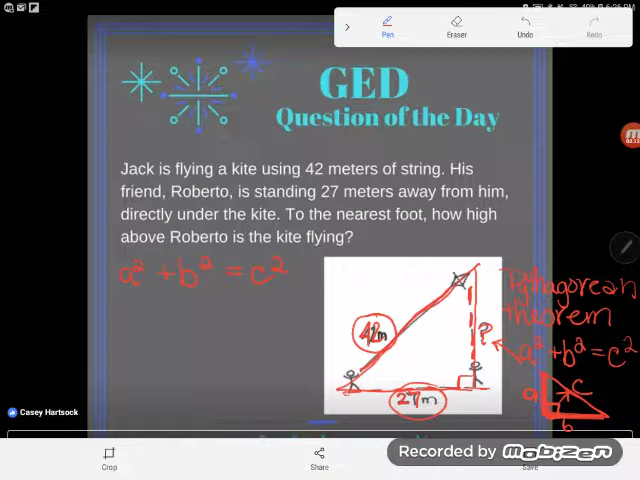 6:26 PM
Pen
Eraser
Undo
Redo
GED
Question of the Day
Jack is flying a kite using 42 meters of string. His
friend, Roberto, is standing 27 meters away from him,
directly under the kite. To the nearest foot, how high
above Roberto is the kite flying?
a² + b² = c²
Pythagorean
theorem
a² + b² = c²
42m
?
27m
a
c
b
Casey Hartsock
Recorded by Mobizen
Crop
Share
Save